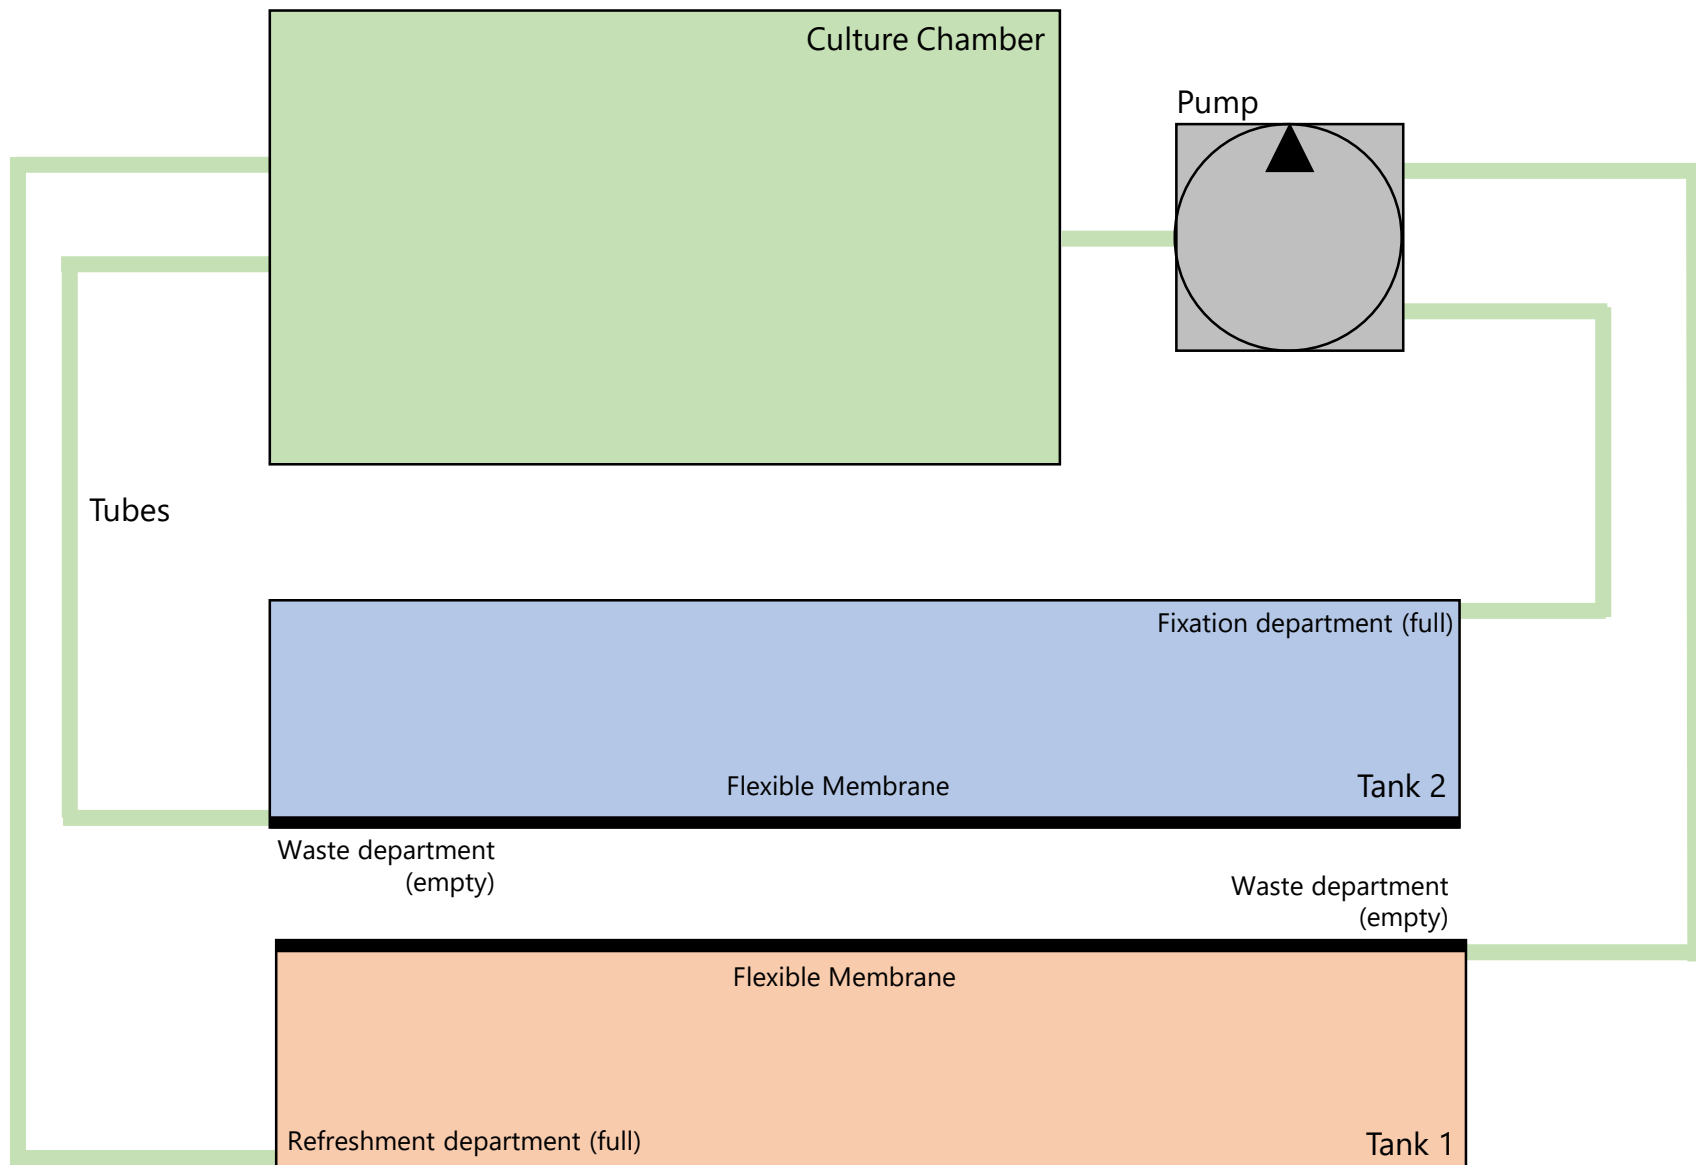 Culture Chamber
Pump
Tubes
Fixation department (full)
Flexible Membrane
Tank 2
Waste department
(empty)
Waste department
(empty)
Flexible Membrane
Refreshment department (full)
Tank 1